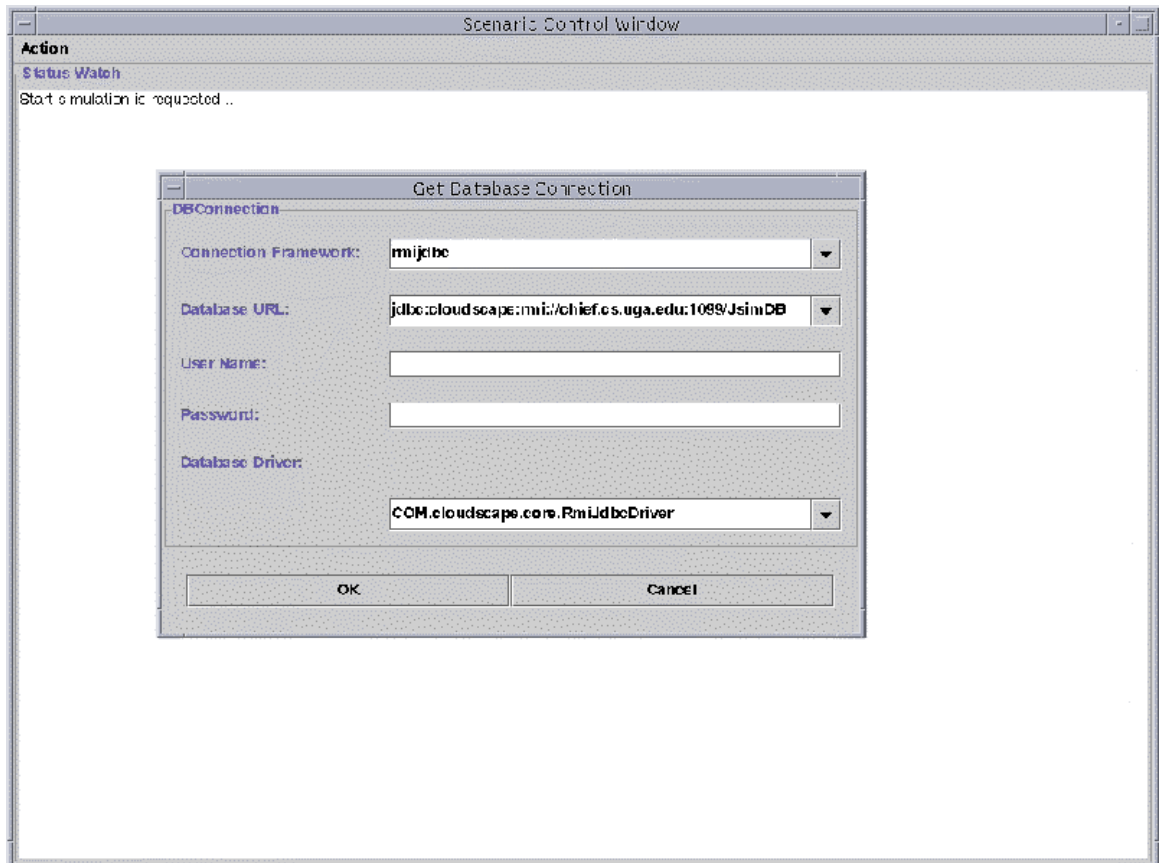 Scenario Control Window
Action
Status Watch
Start simulation is requested ..
Get Database Connection
DBConnection
Connection Framework: rmijdbc
Database URL: jdbc:cloudscape:rmi://chief.cs.uga.edu:1099/JsimDB
User Name:
Password:
Database Driver:
COM.cloudscape.core.RmiJdbcDriver
OK Cancel